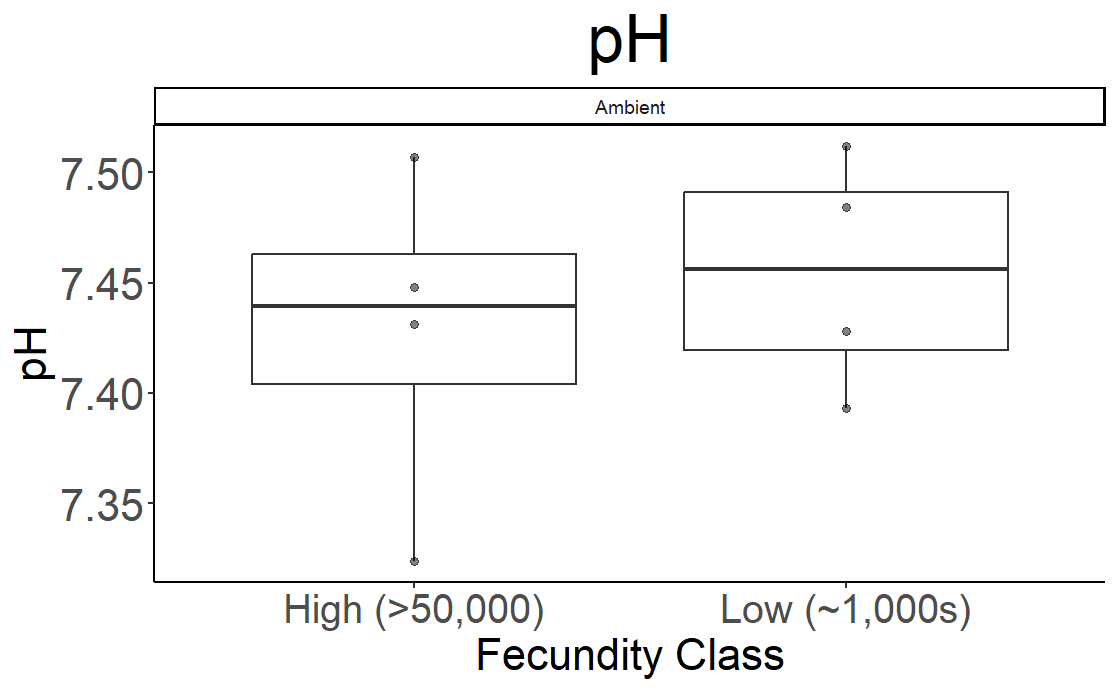 pH
Ambient
7.50
7.45
7.40
7.35
pH
High (>50,000)
Low (~1,000s)
Fecundity Class